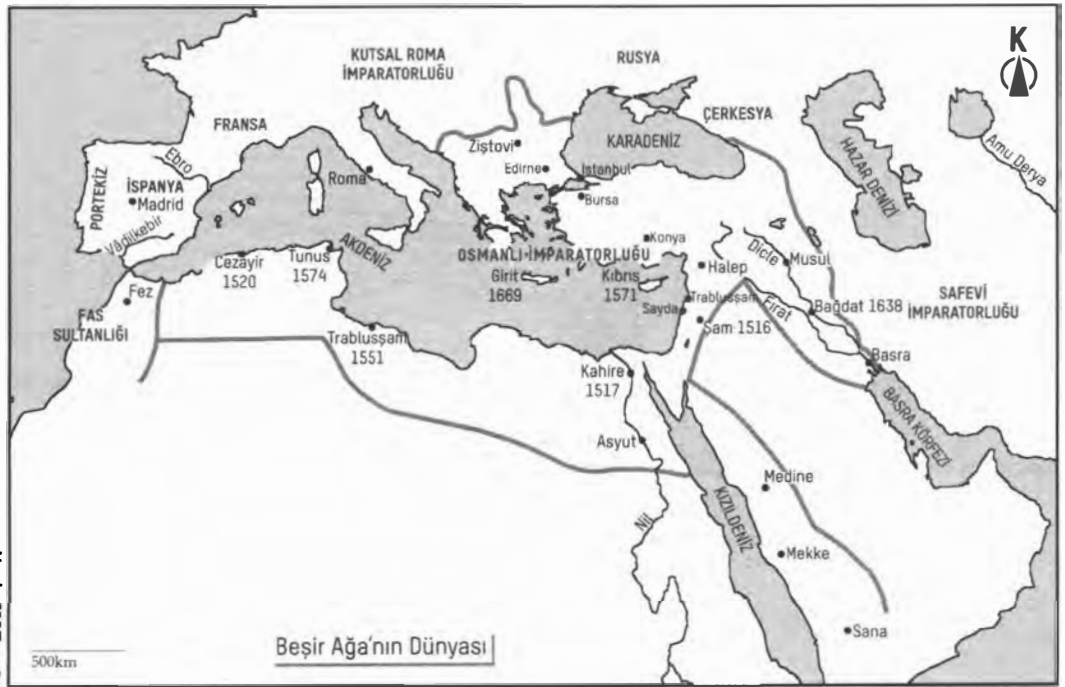 K
KUTSAL ROMA
İMPARATORLUĞU
RUSYA
ÇERKESYA
FRANSA
KARADENİZ
HAZAR DENİZİ
Amu Derya
Ziştovi
Edirne
İstanbul
Bursa
Ebro
Roma
PORTEKİZ
İSPANYA
Madrid
Vâdilkebir
AKDENİZ
Cezayir
1520
Tunus
1574
OSMANLI İMPARATORLUĞU
Konya
Girit
1669
Kıbrıs
1571
Halep
Dicle
Musul
Trablusşam
Sayda
Şam 1516
Fırat
Bağdat 1638
SAFEVİ
İMPARATORLUĞU
Basra
BASRA KÖRFEZİ
Fez
FAS
SULTANLIĞI
Trablusşam
1551
Kahire
1517
Asyut
Nil
KIZILDENİZ
Medine
Mekke
Sana
Beşir Ağa'nın Dünyası
500km